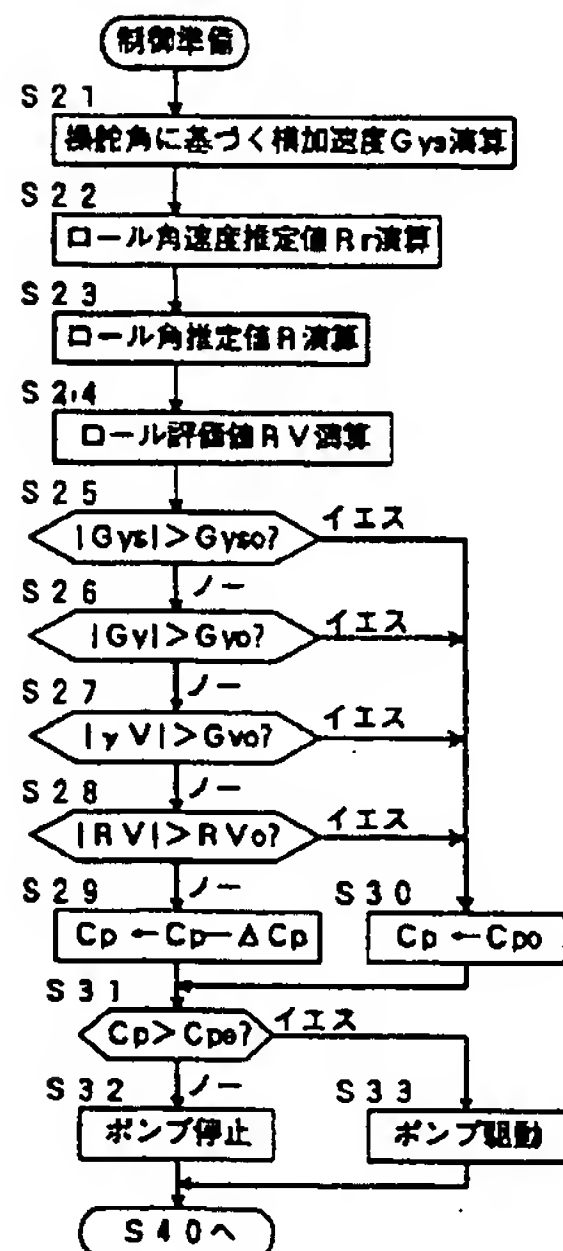 制御準備
S21
操舵角に基づく横加速度Gys演算
S22
ロール角速度推定値Rr演算
S23
ロール角推定値R演算
S24
ロール評価値RV演算
S25
|Gys|>Gyso?
イエス
ノー
S26
|Gy|>Gyo?
イエス
ノー
S27
|γV|>Gvo?
イエス
ノー
S28
|RV|>RVo?
イエス
ノー
S29
Cp←Cp-ΔCp
S30
Cp←Cpo
S31
Cp>Cpe?
イエス
ノー
S32
ポンプ停止
S33
ポンプ駆動
S40へ